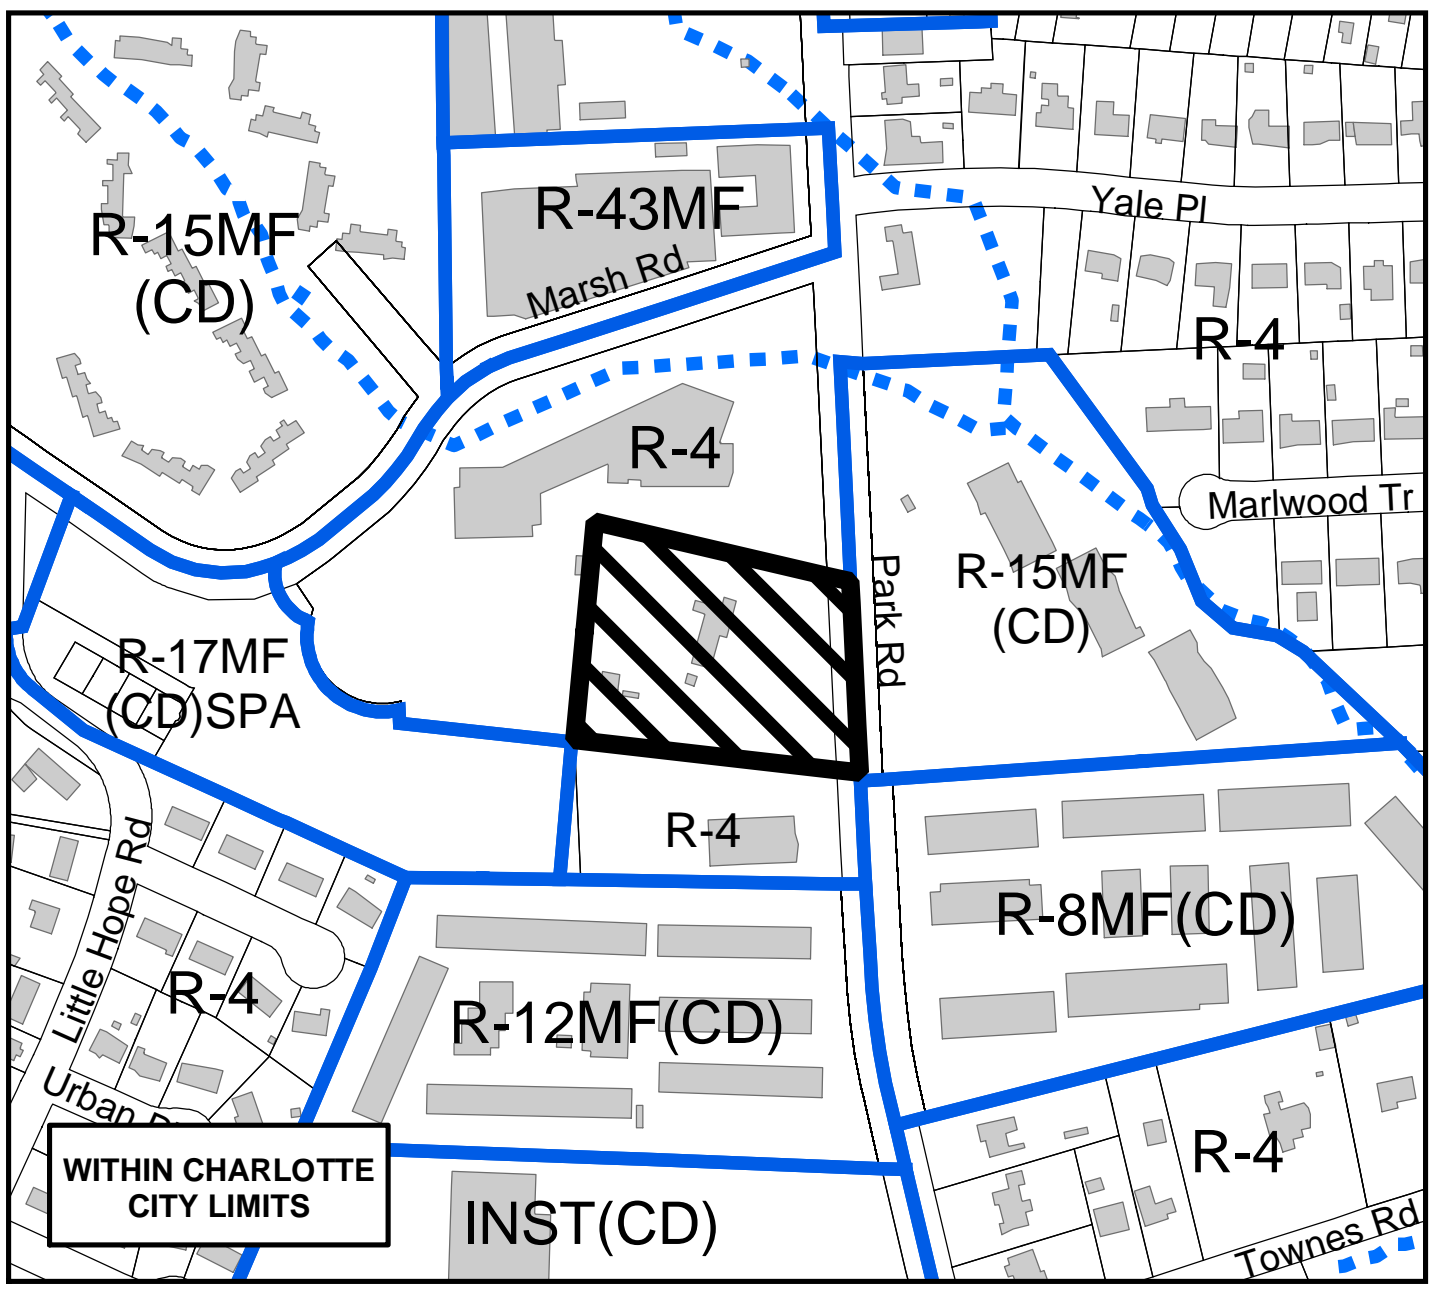 R-15MF
(CD)
R-43MF
Marsh Rd
Yale Pl
R-4
R-4
Marlwood Tr
Park Rd
R-15MF
(CD)
R-17MF
(CD)SPA
R-4
Little Hope Rd
R-8MF(CD)
R-4
R-12MF(CD)
Urban
R-4
WITHIN CHARLOTTE
CITY LIMITS
INST(CD)
Townes Rd